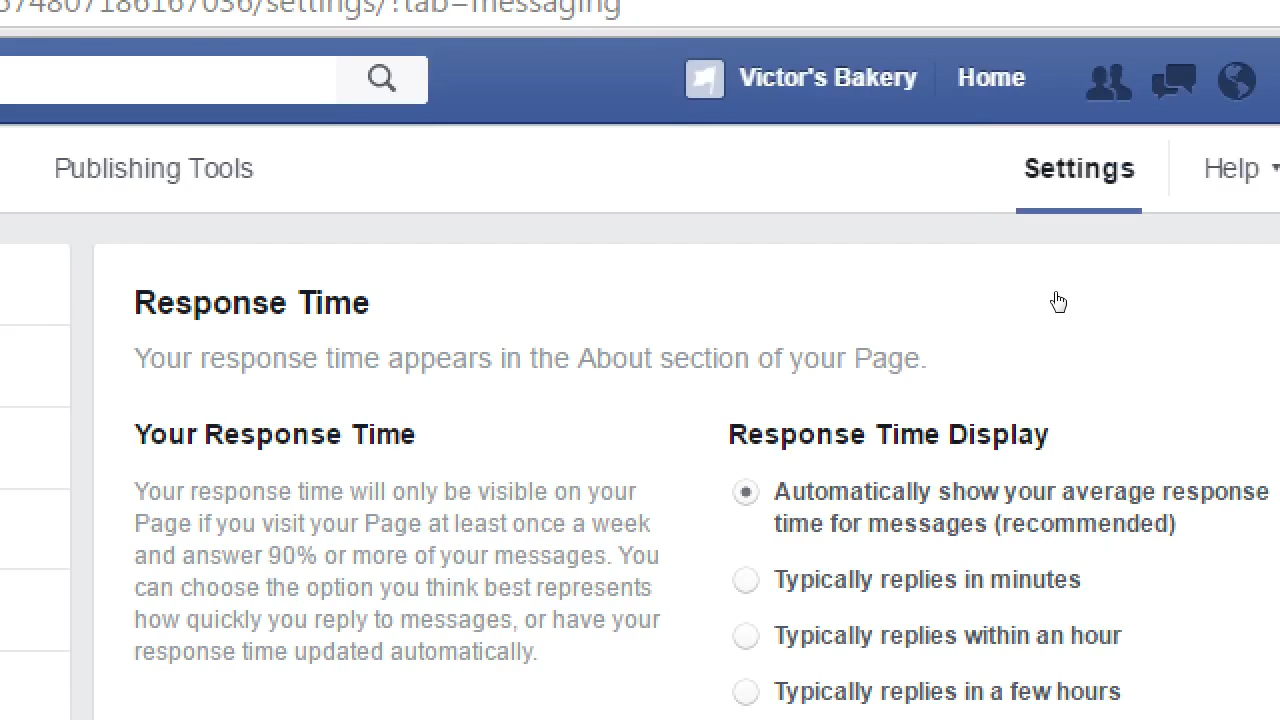 574807186167036/settings/?tab=messaging
Victor's Bakery
Home
Publishing Tools
Settings
Help
Response Time
Your response time appears in the About section of your Page.
Your Response Time
Your response time will only be visible on your
Page if you visit your Page at least once a week
and answer 90% or more of your messages. You
can choose the option you think best represents
how quickly you reply to messages, or have your
response time updated automatically.
Response Time Display
Automatically show your average response
time for messages (recommended)
Typically replies in minutes
Typically replies within an hour
Typically replies in a few hours